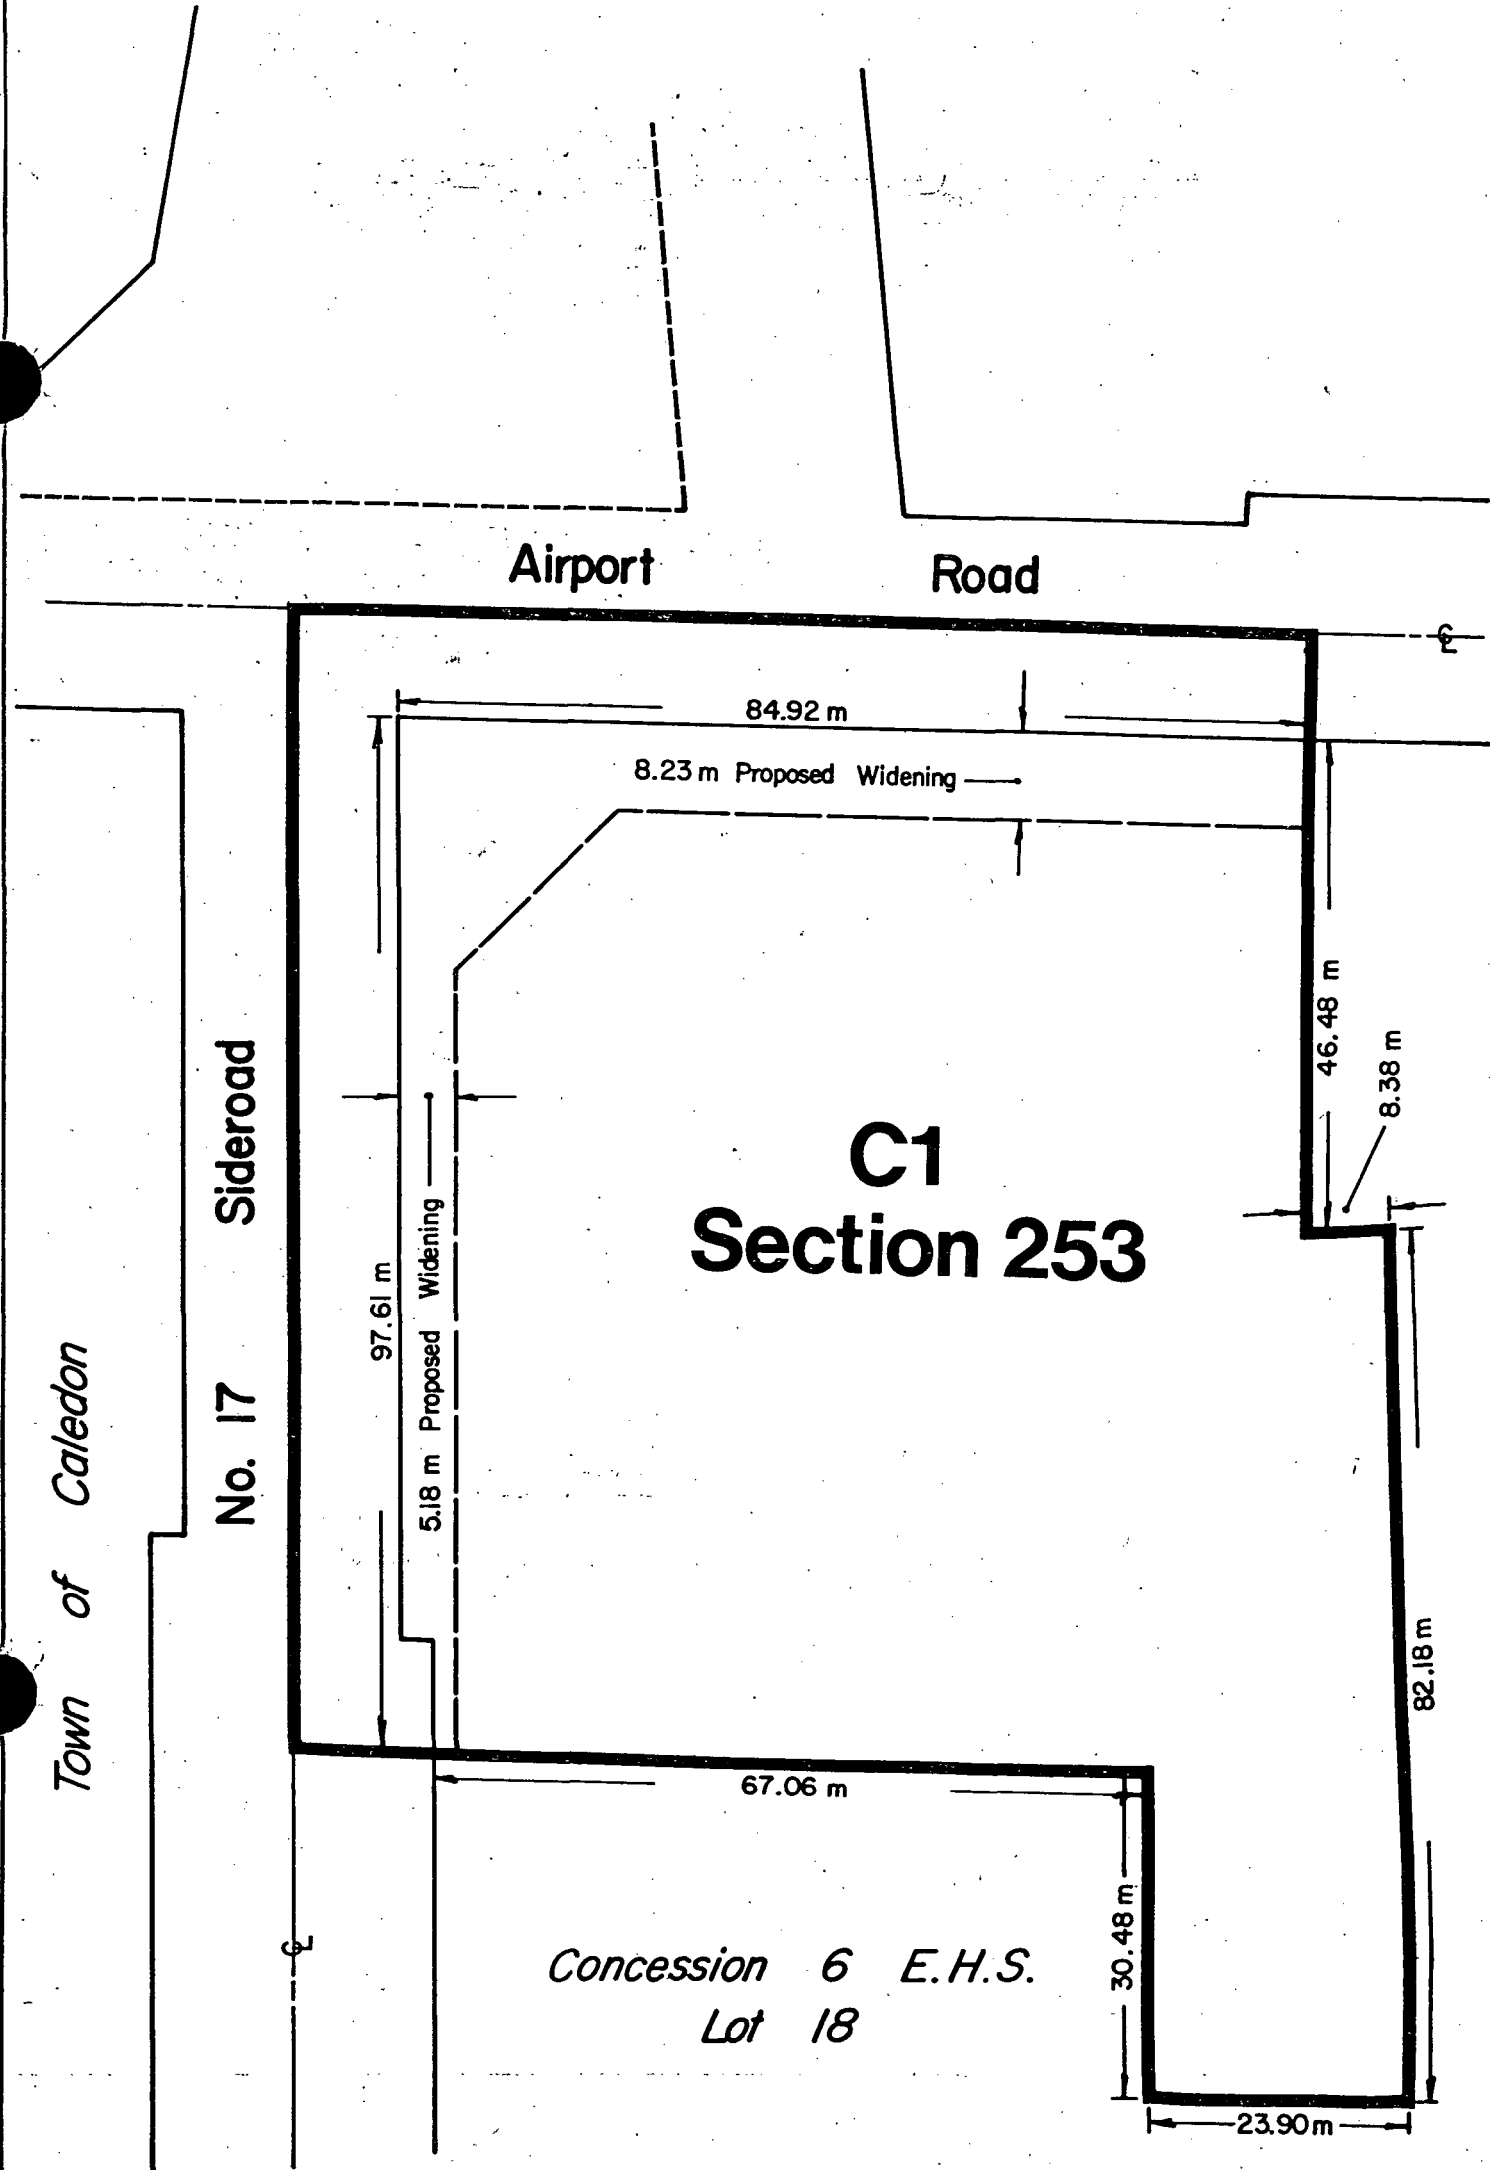 Airport Road
℄
84.92 m
8.23 m Proposed Widening
46.48 m
8.38 m
No. 17 Sideroad
97.61 m
5.18 m Proposed Widening
C1
Section 253
Town of Caledon
82.18 m
67.06 m
30.48 m
℄
Concession 6 E.H.S.
Lot 18
23.90 m